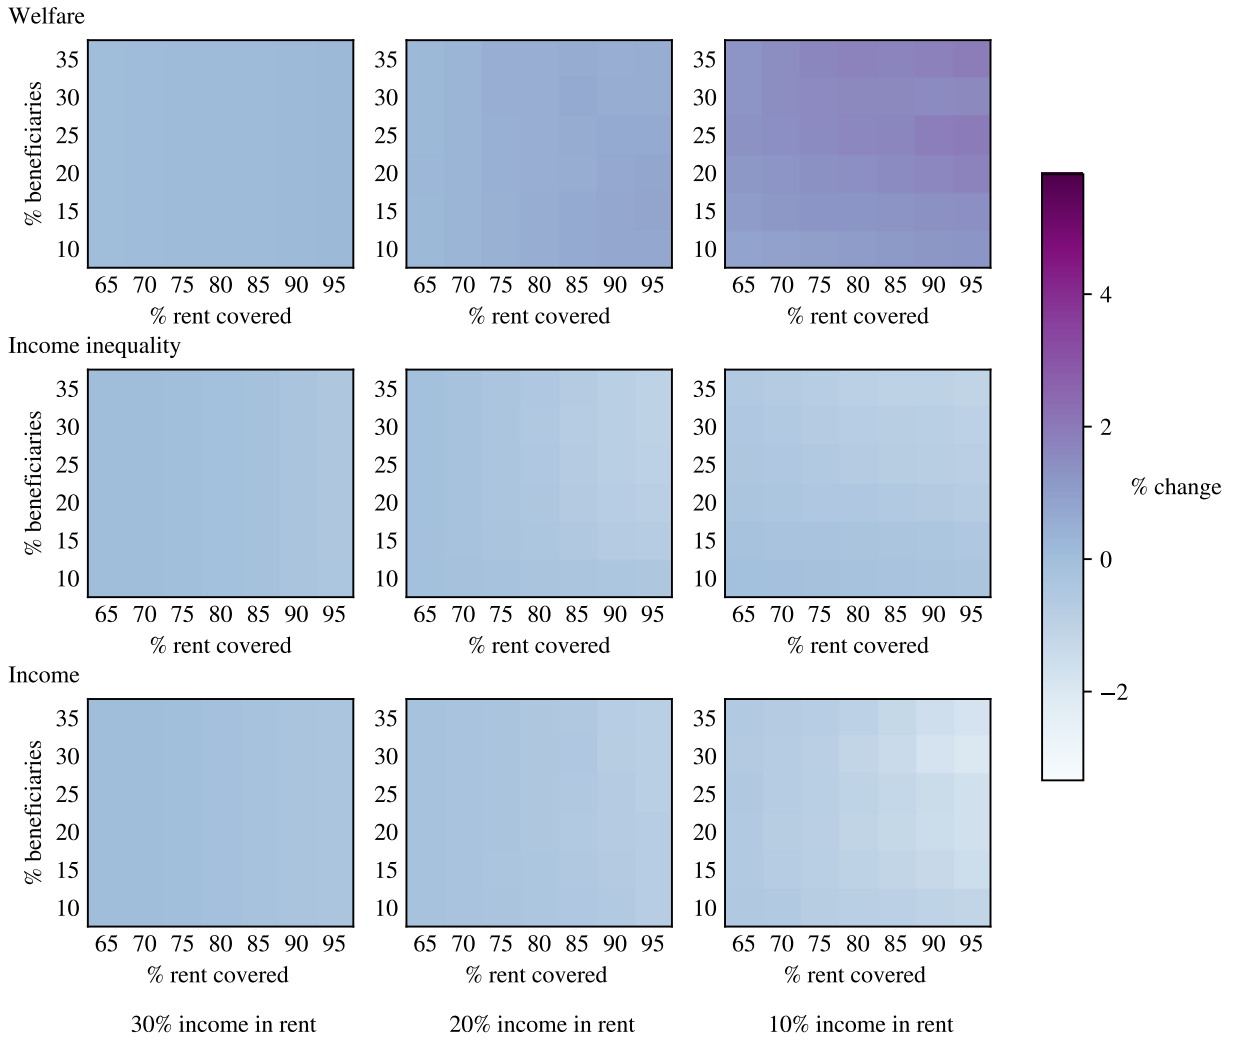 Welfare
% beneficiaries
35
30
25
20
15
10
65 70 75 80 85 90 95
% rent covered
35
30
25
20
15
10
65 70 75 80 85 90 95
% rent covered
35
30
25
20
15
10
65 70 75 80 85 90 95
% rent covered
Income inequality
% beneficiaries
35
30
25
20
15
10
65 70 75 80 85 90 95
% rent covered
35
30
25
20
15
10
65 70 75 80 85 90 95
% rent covered
35
30
25
20
15
10
65 70 75 80 85 90 95
% rent covered
Income
% beneficiaries
35
30
25
20
15
10
65 70 75 80 85 90 95
% rent covered
35
30
25
20
15
10
65 70 75 80 85 90 95
% rent covered
35
30
25
20
15
10
65 70 75 80 85 90 95
% rent covered
30% income in rent
20% income in rent
10% income in rent
4
2
0
−2
% change